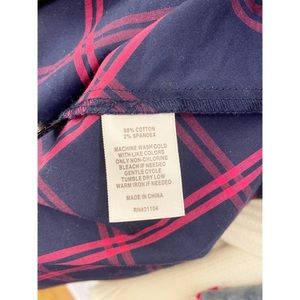 98% COTTON
2% SPANDEX
MACHINE WASH COLD
WITH LIKE COLORS
ONLY NON-CHLORINE
BLEACH IF NEEDED
GENTLE CYCLE
TUMBLE DRY LOW
WARM IRON IF NEEDED
MADE IN CHINA